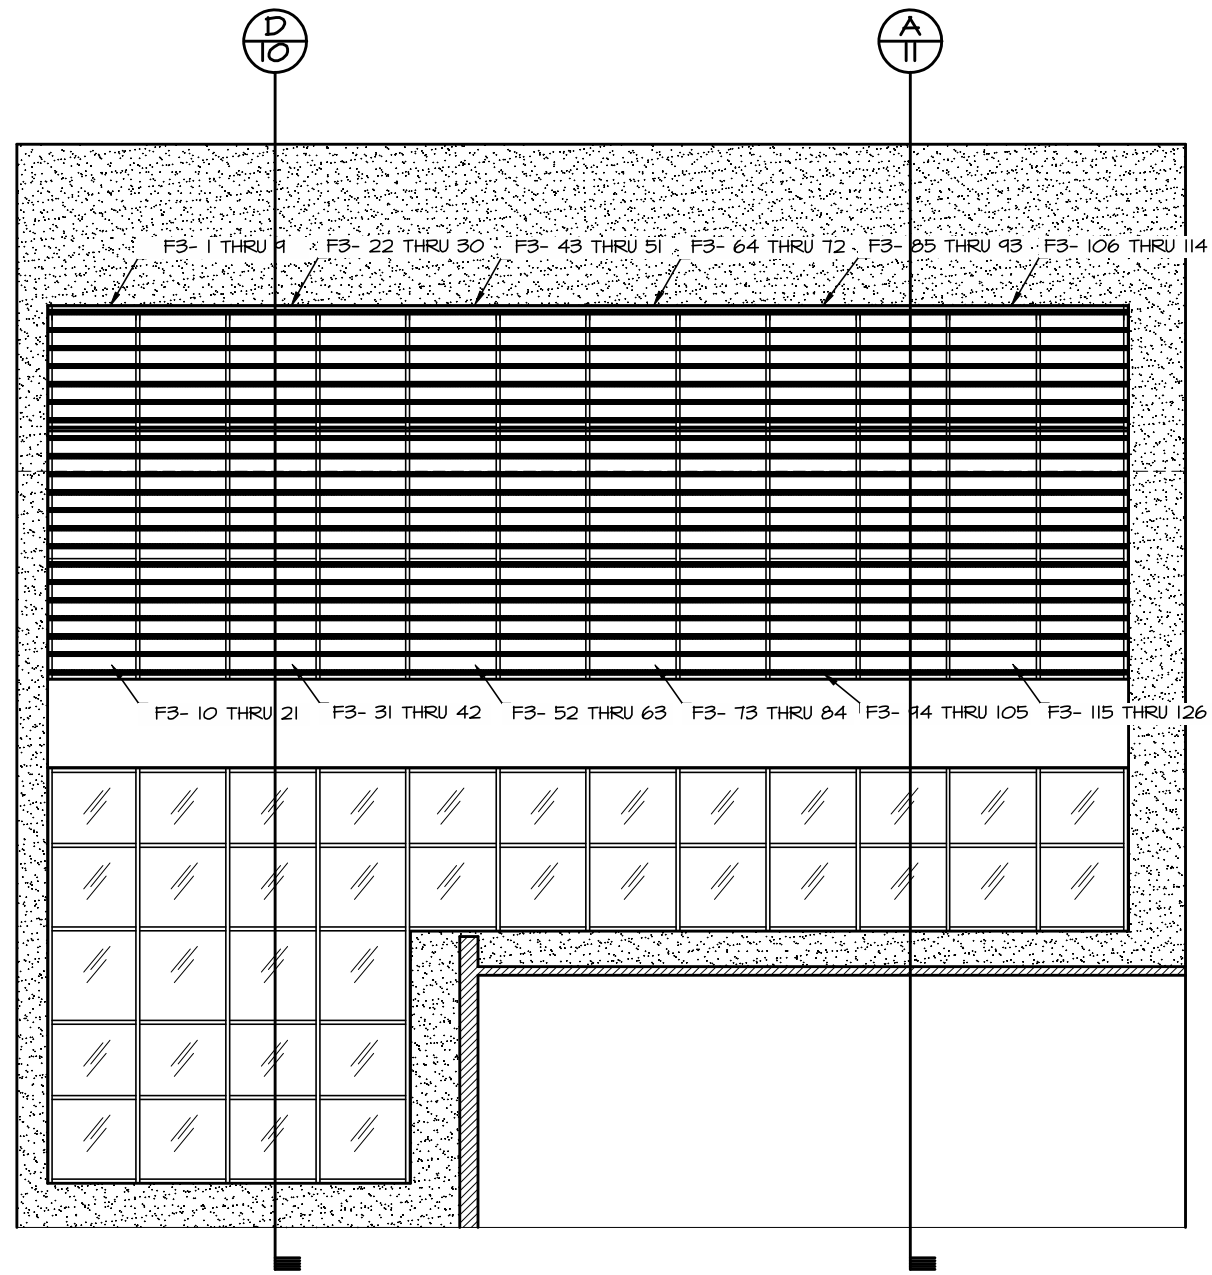 D
10
A
11
F3- 1 THRU 9
F3- 22 THRU 30
F3- 43 THRU 51
F3- 64 THRU 72
F3- 85 THRU 93
F3- 106 THRU 114
F3- 10 THRU 21
F3- 31 THRU 42
F3- 52 THRU 63
F3- 73 THRU 84
F3- 94 THRU 105
F3- 115 THRU 126